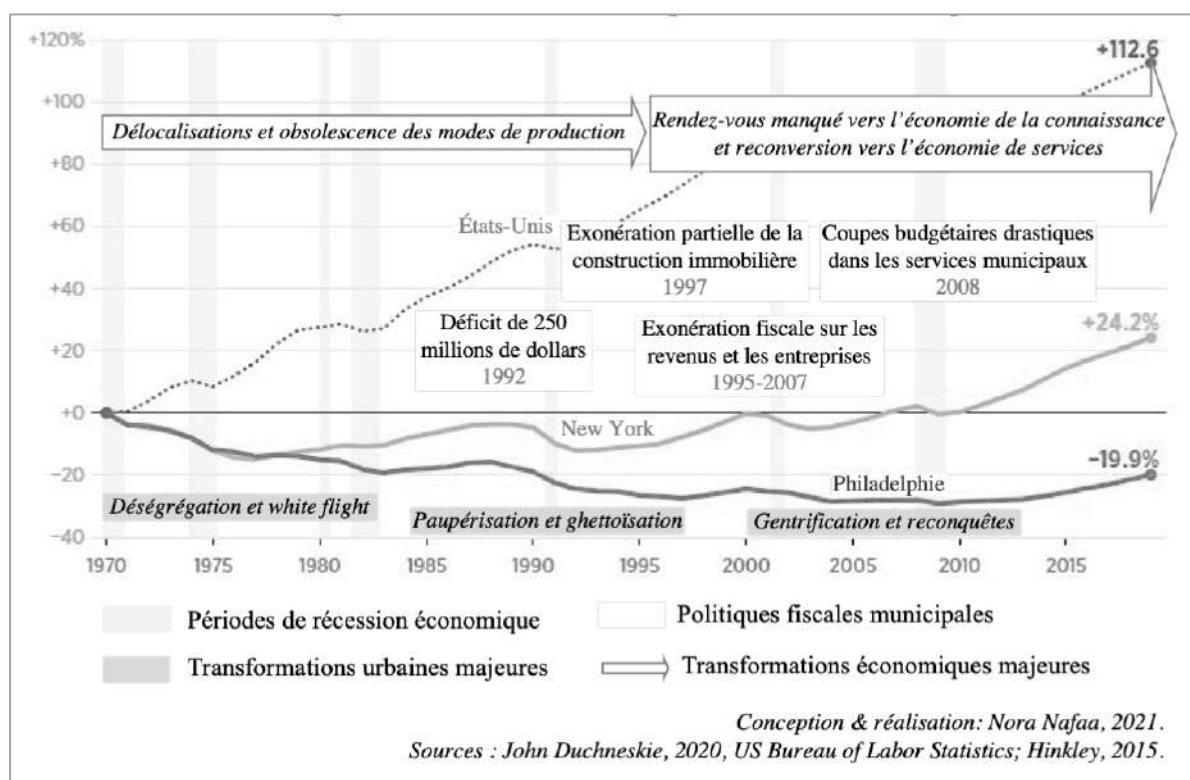 +120%
+112.6
+100
Délocalisations et obsolescence des modes de production
Rendez-vous manqué vers l'économie de la connaissance
et reconversion vers l'économie de services
+80
+60
États-Unis
Exonération partielle de la
construction immobilière
1997
Coupes budgétaires drastiques
dans les services municipaux
2008
+40
Déficit de 250
millions de dollars
1992
Exonération fiscale sur les
revenus et les entreprises
1995-2007
+24.2%
+20
+0
New York
-20
Philadelphie
-19.9%
Déségrégation et white flight
Paupérisation et ghettoïsation
Gentrification et reconquêtes
-40
1970 1975 1980 1985 1990 1995 2000 2005 2010 2015
Périodes de récession économique
Politiques fiscales municipales
Transformations urbaines majeures
Transformations économiques majeures
Conception & réalisation: Nora Nafaa, 2021.
Sources : John Duchneskie, 2020, US Bureau of Labor Statistics; Hinkley, 2015.